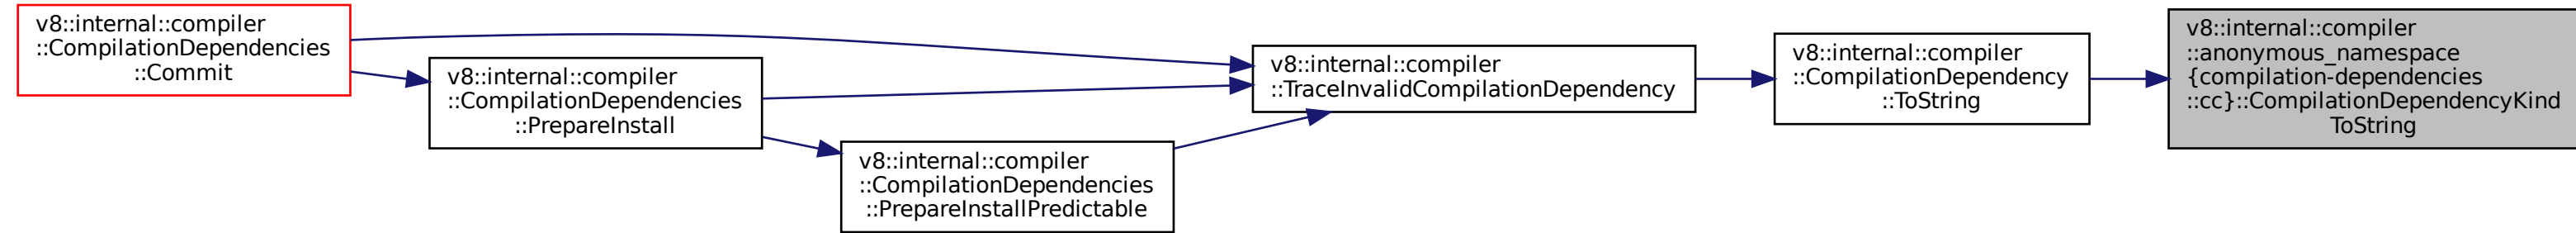 v8::internal::compiler
::CompilationDependencies
::Commit
v8::internal::compiler
::CompilationDependencies
::PrepareInstall
v8::internal::compiler
::CompilationDependencies
::PrepareInstallPredictable
v8::internal::compiler
::TraceInvalidCompilationDependency
v8::internal::compiler
::CompilationDependency
::ToString
v8::internal::compiler
::anonymous_namespace
{compilation-dependencies
::cc}::CompilationDependencyKind
ToString